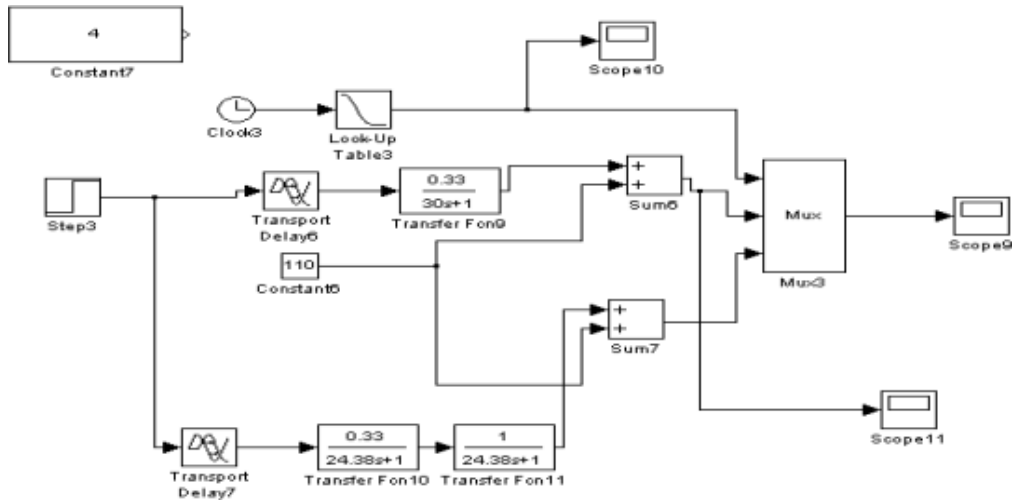 4
Constant7
Scope10
Clock3
Look-Up
Table3
Step3
Transport
Delay6
0.33
30s+1
Transfer Fcn9
+
+
Sum6
Mux
Mux3
Scope9
110
Constant6
+
+
Sum7
Scope11
Transport
Delay7
0.33
24.38s+1
Transfer Fcn10
1
24.38s+1
Transfer Fcn11